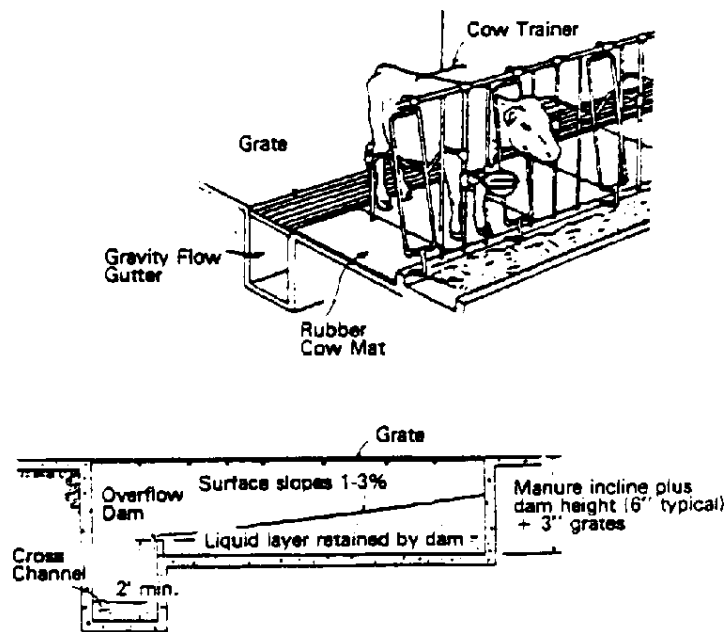 Cow Trainer
Grate
Gravity Flow
Gutter
Rubber
Cow Mat
Grate
Surface slopes 1-3%
Overflow
Dam
Manure incline plus
dam height (6" typical)
+ 3" grates
Liquid layer retained by dam
Cross
Channel
2' min.